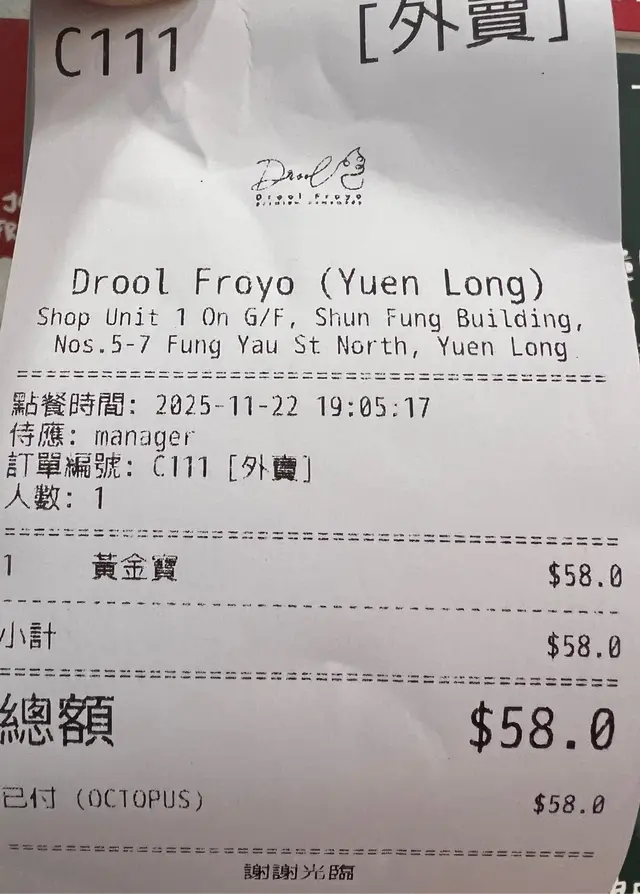 C111 [外賣]
Drool
Drool Froyo
Drool Froyo (Yuen Long)
Shop Unit 1 On G/F, Shun Fung Building,
Nos.5-7 Fung Yau St North, Yuen Long
點餐時間: 2025-11-22 19:05:17
侍應: manager
訂單編號: C111 [外賣]
人數: 1
1 黃金寶 $58.0
小計 $58.0
總額 $58.0
已付 (OCTOPUS) $58.0
謝謝光臨